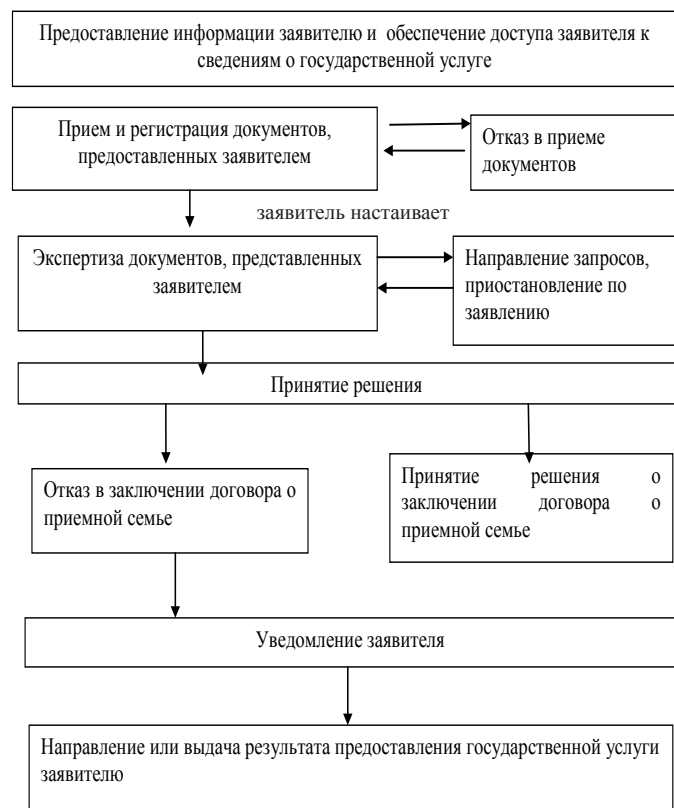 Предоставление информации заявителю и обеспечение доступа заявителя к
сведениям о государственной услуге
Прием и регистрация документов,
предоставленных заявителем
Отказ в приеме
документов
заявитель настаивает
Экспертиза документов, представленных
заявителем
Направление запросов,
приостановление по
заявлению
Принятие решения
Отказ в заключении договора о
приемной семье
Принятие решения о
заключении договора о
приемной семье
Уведомление заявителя
Направление или выдача результата предоставления государственной услуги
заявителю